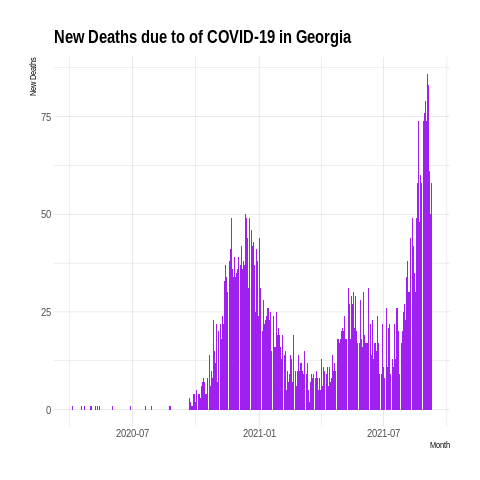 New Deaths due to of COVID-19 in Georgia
New Deaths
75
50
25
0
2020-07
2021-01
2021-07
Month